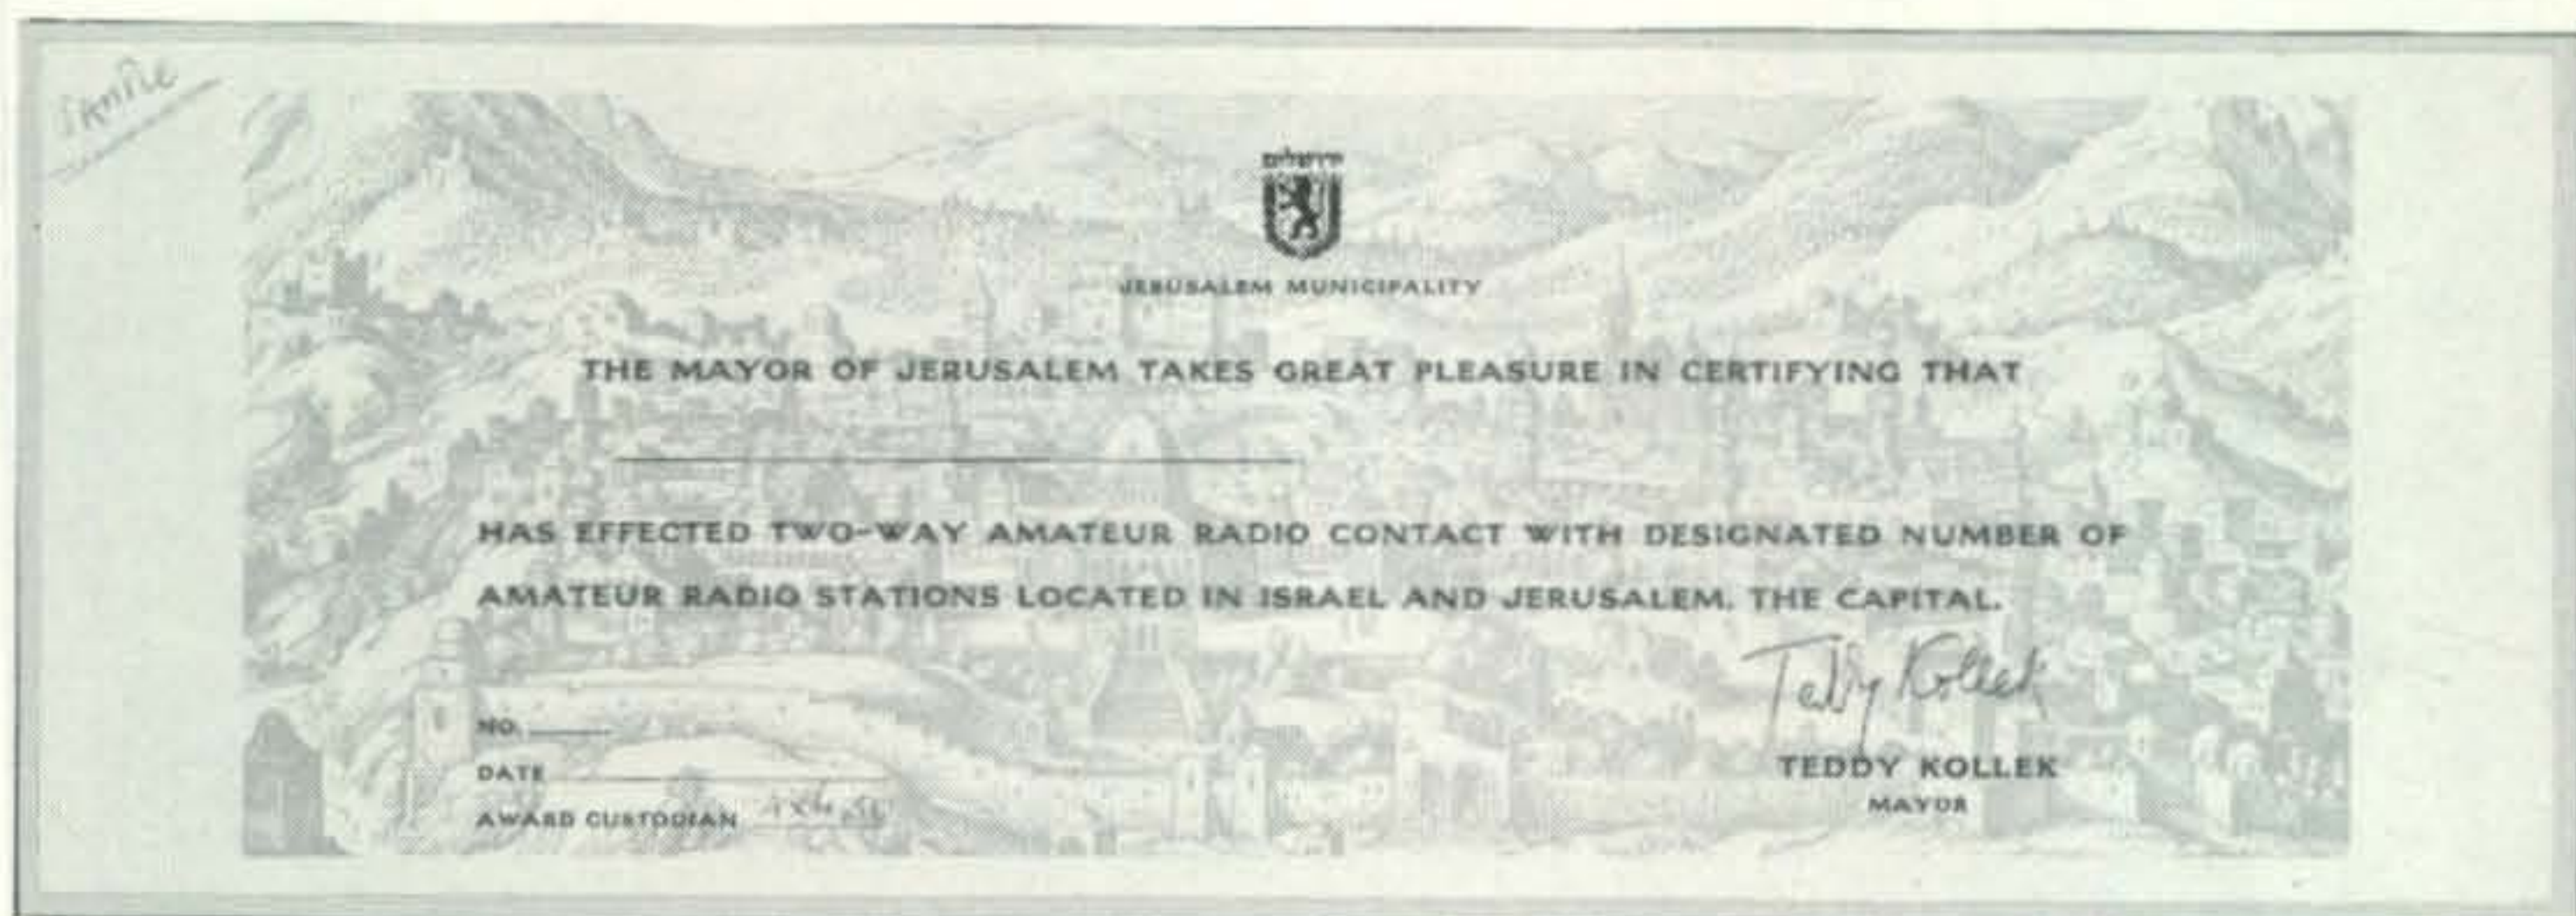 SAMPLE
ירושלים
JERUSALEM MUNICIPALITY
THE MAYOR OF JERUSALEM TAKES GREAT PLEASURE IN CERTIFYING THAT
HAS EFFECTED TWO-WAY AMATEUR RADIO CONTACT WITH DESIGNATED NUMBER OF
AMATEUR RADIO STATIONS LOCATED IN ISRAEL AND JERUSALEM, THE CAPITAL.
Teddy Kollek
NO.
TEDDY KOLLEK
DATE
MAYOR
AWARD CUSTODIAN